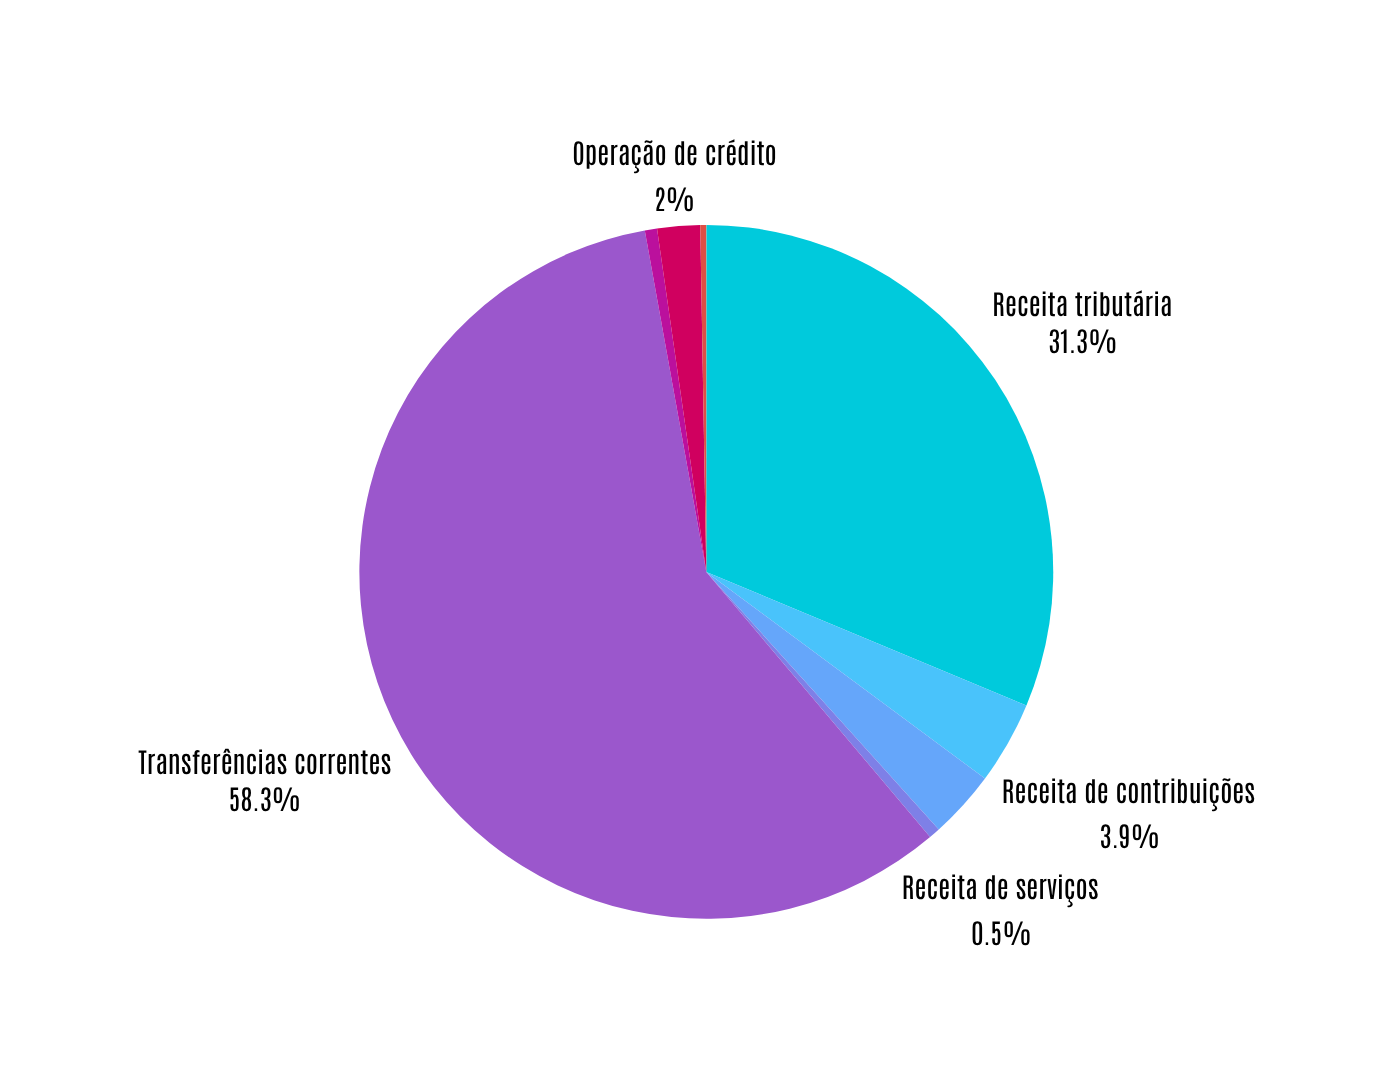 Operação de crédito
2%
Receita tributária
31.3%
Transferências correntes
58.3%
Receita de contribuições
3.9%
Receita de serviços
0.5%